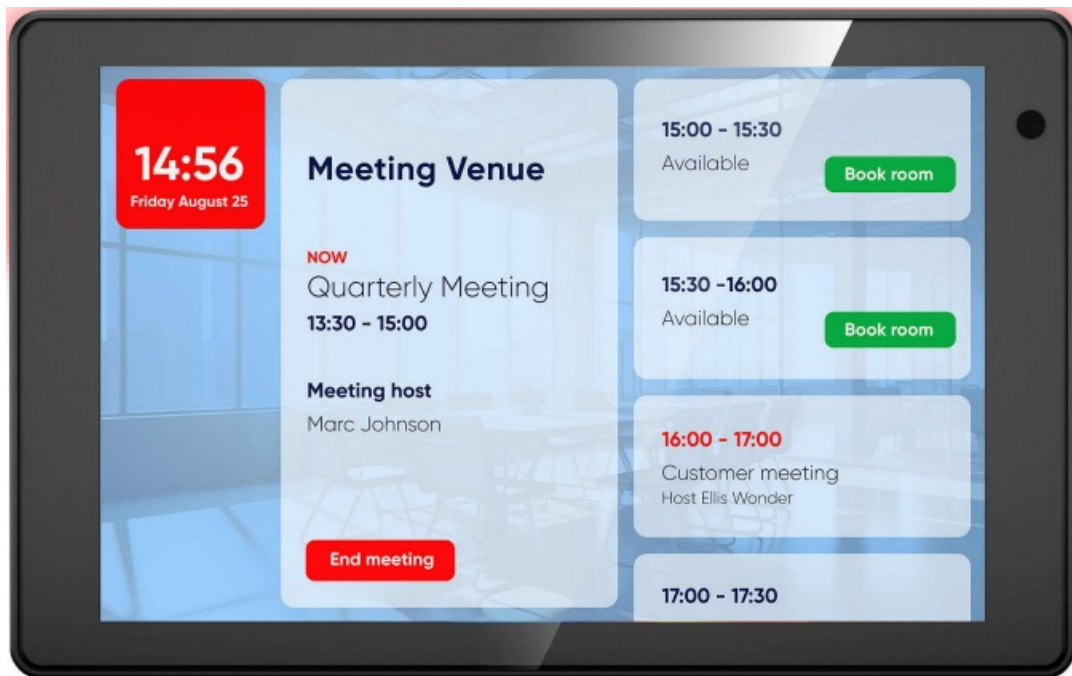 14:56
Friday August 25
Meeting Venue
NOW
Quarterly Meeting
13:30 - 15:00
Meeting host
Marc Johnson
End meeting
15:00 - 15:30
Available
Book room
15:30 -16:00
Available
Book room
16:00 - 17:00
Customer meeting
Host Ellis Wonder
17:00 - 17:30